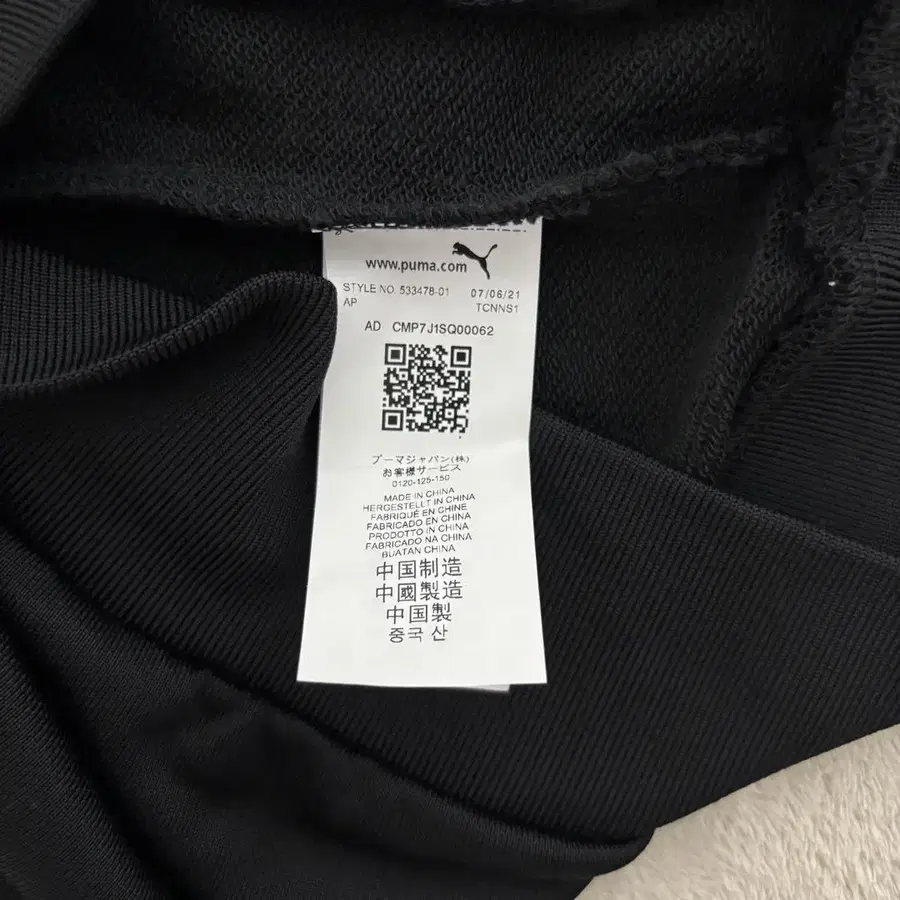 www.puma.com
STYLE NO. 533478-01 07/06/21
AP TCNNS1
AD CMP7J1SQ00062
プーマジャパン(株)
お客様サービス
0120-125-150
MADE IN CHINA
HERGESTELLT IN CHINA
FABRIQUÉ EN CHINE
FABRICADO EN CHINA
PRODOTTO IN CHINA
FABRICADO NA CHINA
BUATAN CHINA
中国制造
中國製造
中国製
중국 산